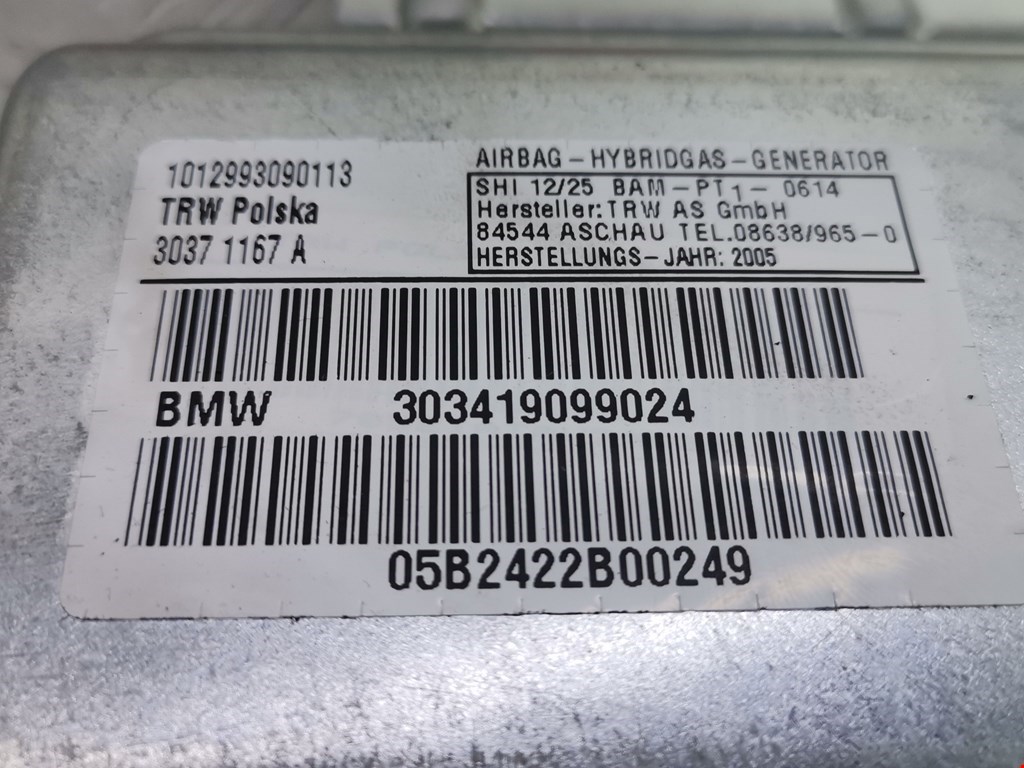 1012993090113
TRW Polska
3037 1167 A
AIRBAG-HYBRIDGAS-GENERATOR
SHI 12/25 BAM-PT1-0614
Hersteller: TRW AS GmbH
84544 ASCHAU TEL.08638/965-0
HERSTELLUNGS-JAHR: 2005
BMW 303419099024
05B2422B00249